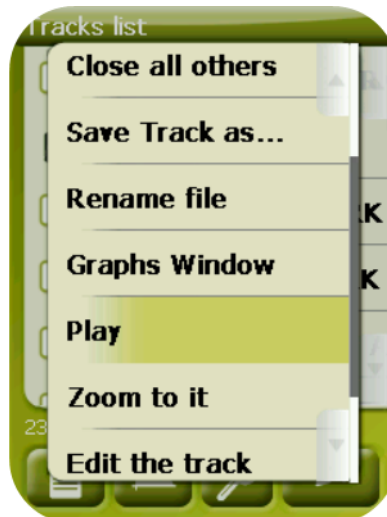 Tracks list
Close all others
Save Track as...
Rename file
Graphs Window
Play
Zoom to it
Edit the track